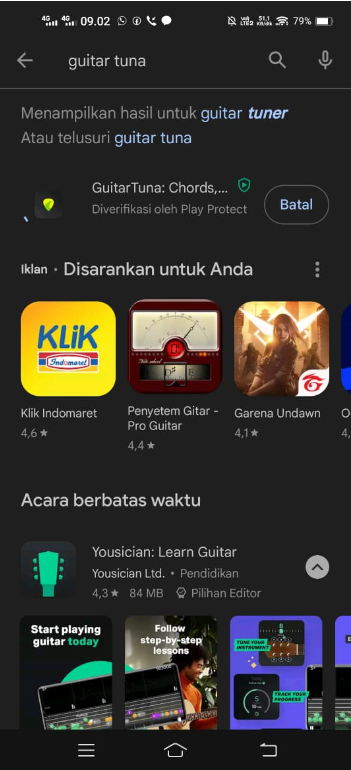 4G 4G 09.02 VoLTE2 51,1 KB/s 79%
guitar tuna
Menampilkan hasil untuk guitar tuner
Atau telusuri guitar tuna
GuitarTuna: Chords,...
Diverifikasi oleh Play Protect
Batal
Iklan · Disarankan untuk Anda
KLiK
Indomaret
Klik Indomaret
4,6 ★
Penyetem Gitar -
Pro Guitar
4,4 ★
Garena Undawn
4,1 ★
O
4,
Acara berbatas waktu
Yousician: Learn Guitar
Yousician Ltd. • Pendidikan
4,3 ★ 84 MB Pilihan Editor
Start playing
guitar today
Follow
step-by-step
lessons
TUNE YOUR
INSTRUMENT
5
TRACK YOUR
PROGRESS